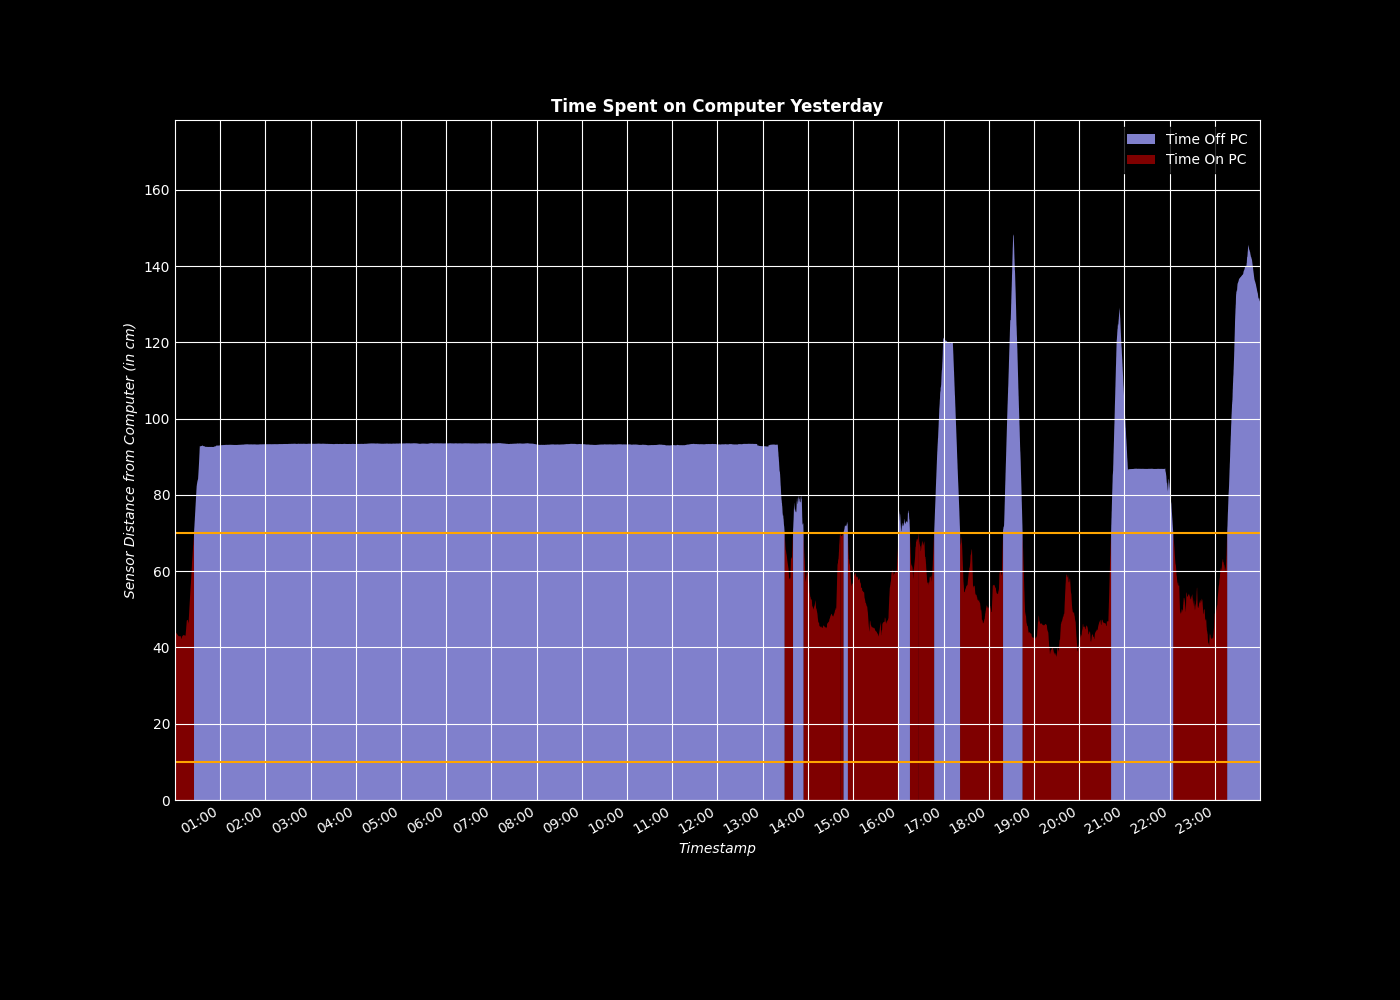 Time Spent on Computer Yesterday
Time Off PC
Time On PC
160
140
120
100
80
60
40
20
0
Sensor Distance from Computer (in cm)
01:00 02:00 03:00 04:00 05:00 06:00 07:00 08:00 09:00 10:00 11:00 12:00 13:00 14:00 15:00 16:00 17:00 18:00 19:00 20:00 21:00 22:00 23:00
Timestamp